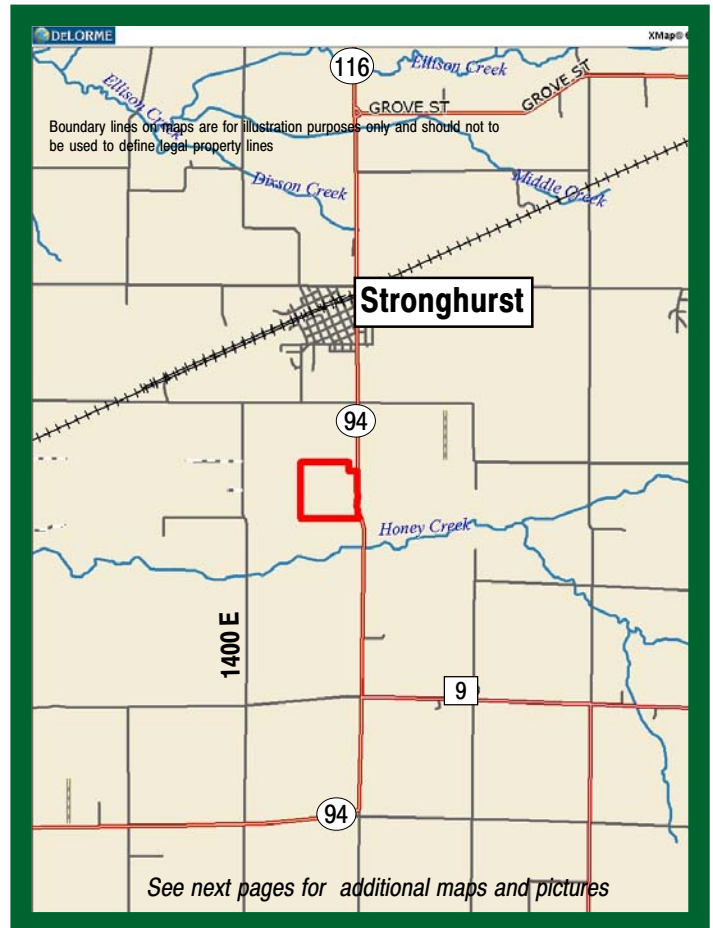 DELORME
XMap®
116
Ellison Creek
Ellison Creek
GROVE ST
GROVE ST
Boundary lines on maps are for illustration purposes only and should not to
be used to define legal property lines
Dixson Creek
Middle Creek
Stronghurst
94
Honey Creek
1400 E
9
94
See next pages for additional maps and pictures